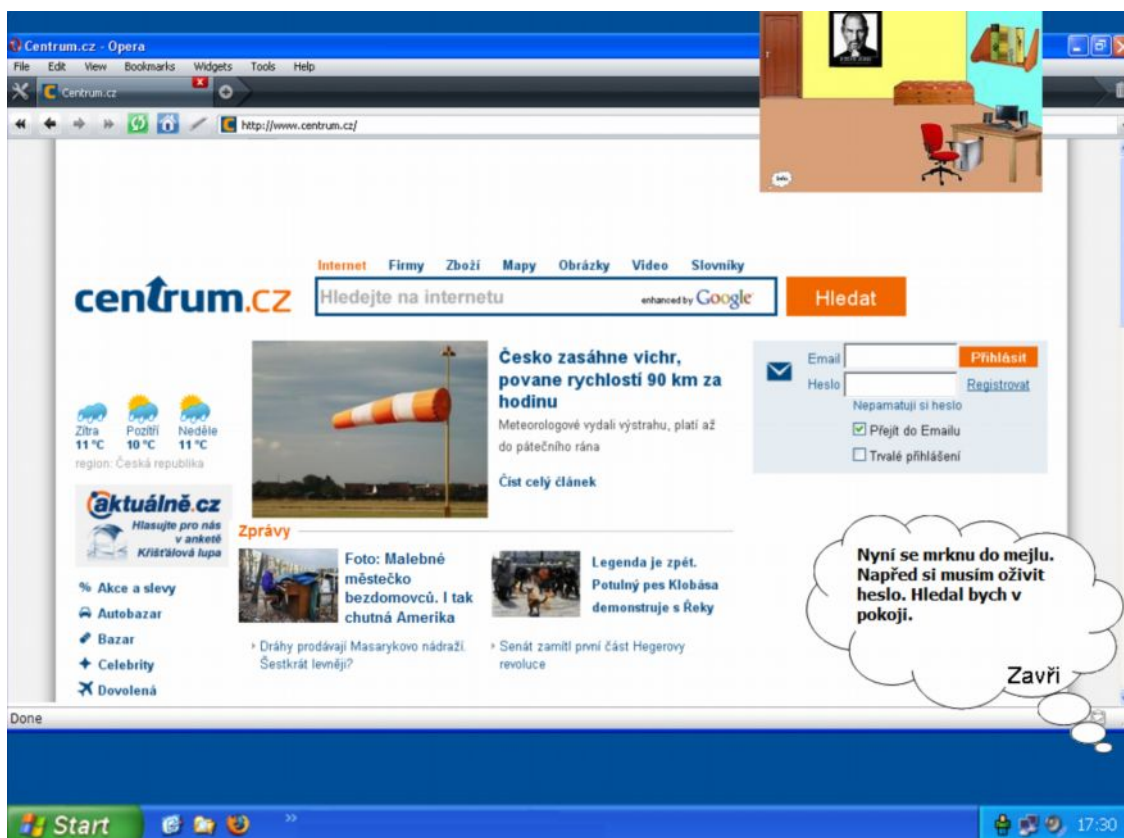 Centrum.cz - Opera
File Edit View Bookmarks Widgets Tools Help
Centrum.cz
http://www.centrum.cz/
STEVE JOBS
Info
Internet Firmy Zboží Mapy Obrázky Video Slovníky
centrum.cz
Hledejte na internetu
enhanced by Google
Hledat
Česko zasáhne vichr,
povane rychlostí 90 km za
hodinu
Meteorologové vydali výstrahu, platí až
do pátečního rána
Číst celý článek
Email
Přihlásit
Heslo
Registrovat
Nepamatuji si heslo
Přejít do Emailu
Trvalé přihlášení
Zítra Pozítří Neděle
11 °C 10 °C 11 °C
region: Česká republika
aktuálně.cz
Hlasujte pro nás
v anketě
Křišťálová lupa
Zprávy
Foto: Malebné
městečko
bezdomovců. I tak
chutná Amerika
Legenda je zpět.
Potulný pes Klobása
demonstruje s Řeky
Dráhy prodávají Masarykovo nádraží.
Šestkrát levněji?
Senát zamítl první část Hegerovy
revoluce
% Akce a slevy
Autobazar
Bazar
Celebrity
Dovolená
Nyní se mrknu do mejlu.
Napřed si musím oživit
heslo. Hledal bych v
pokoji.
Zavři
Done
Start
17:30